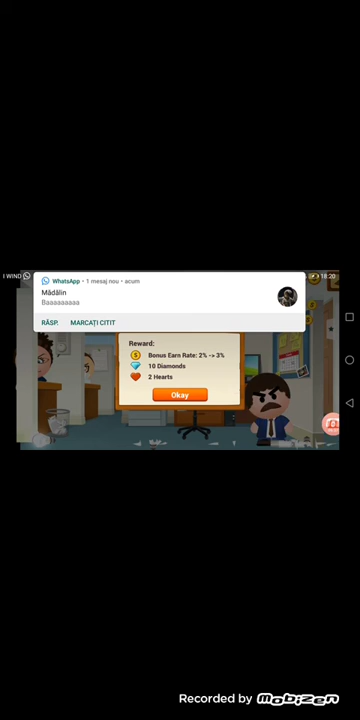 I WIND
18:20
WhatsApp • 1 mesaj nou • acum
Mădălin
Baaaaaaaaa
RĂSP.
MARCAȚI CITIT
Reward:
Bonus Earn Rate: 2% -> 3%
10 Diamonds
2 Hearts
Okay
Recorded by mobizen